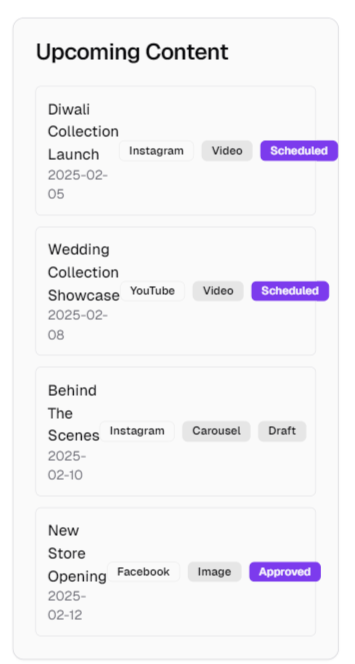 Upcoming Content
Diwali
Collection
Launch Instagram Video Scheduled
2025-02-
05
Wedding
Collection
Showcase YouTube Video Scheduled
2025-02-
08
Behind
The
Scenes Instagram Carousel Draft
2025-
02-10
New
Store
Opening Facebook Image Approved
2025-
02-12